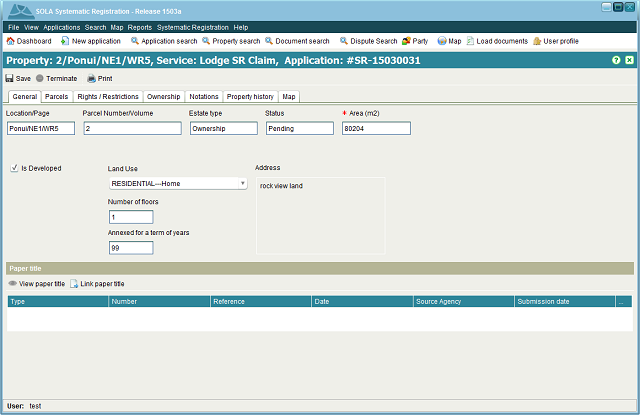 SOLA Systematic Registration - Release 1503a
File View Applications Search Map Reports Systematic Registration Help
Dashboard New application Application search Property search Document search Dispute Search Party Map Load documents User profile
Property: 2/Ponui/NE1/WR5, Service: Lodge SR Claim, Application: #SR-15030031
Save Terminate Print
General Parcels Rights / Restrictions Ownership Notations Property history Map
Location/Page Parcel Number/Volume Estate type Status * Area (m2)
Ponui/NE1/WR5 2 Ownership Pending 80204
Is Developed Land Use Address
RESIDENTIAL---Home rock view land
Number of floors
1
Annexed for a term of years
99
Paper title
View paper title Link paper title
Type Number Reference Date Source Agency Submission date ...
User: test